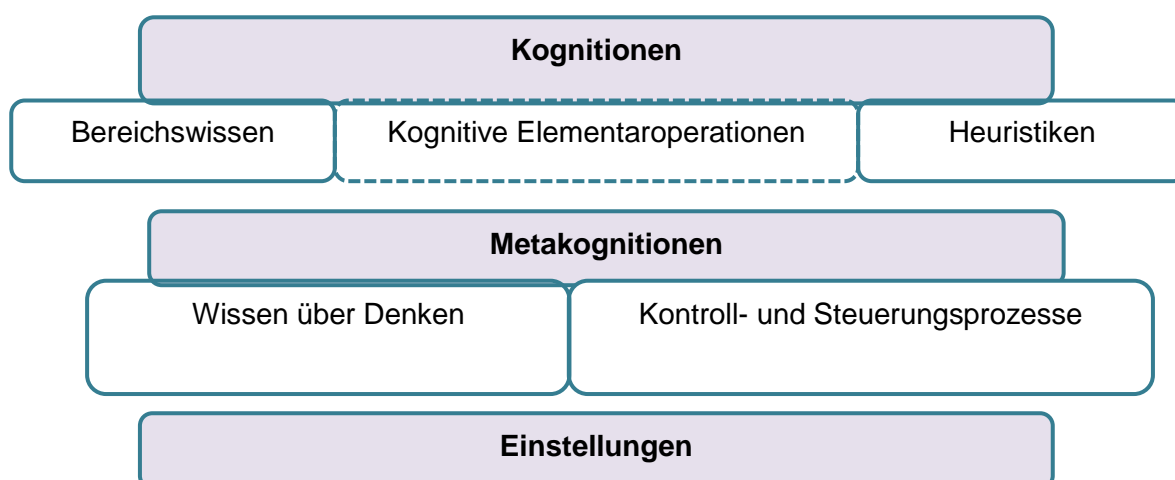 Kognitionen
Bereichswissen Kognitive Elementaroperationen Heuristiken
Metakognitionen
Wissen über Denken Kontroll- und Steuerungsprozesse
Einstellungen